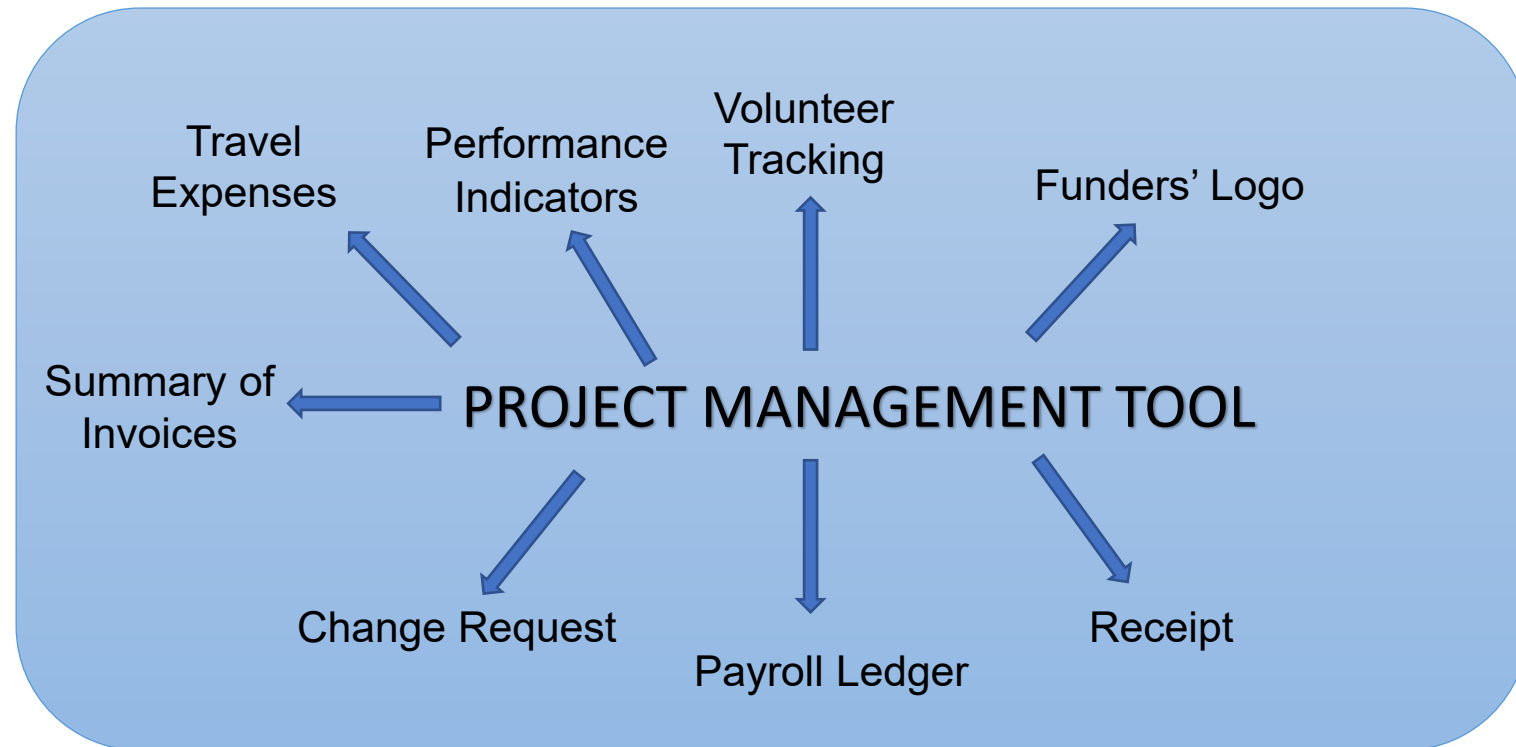 Travel
Expenses
Performance
Indicators
Volunteer
Tracking
Funders’ Logo
Summary of
Invoices
PROJECT MANAGEMENT TOOL
Change Request
Payroll Ledger
Receipt